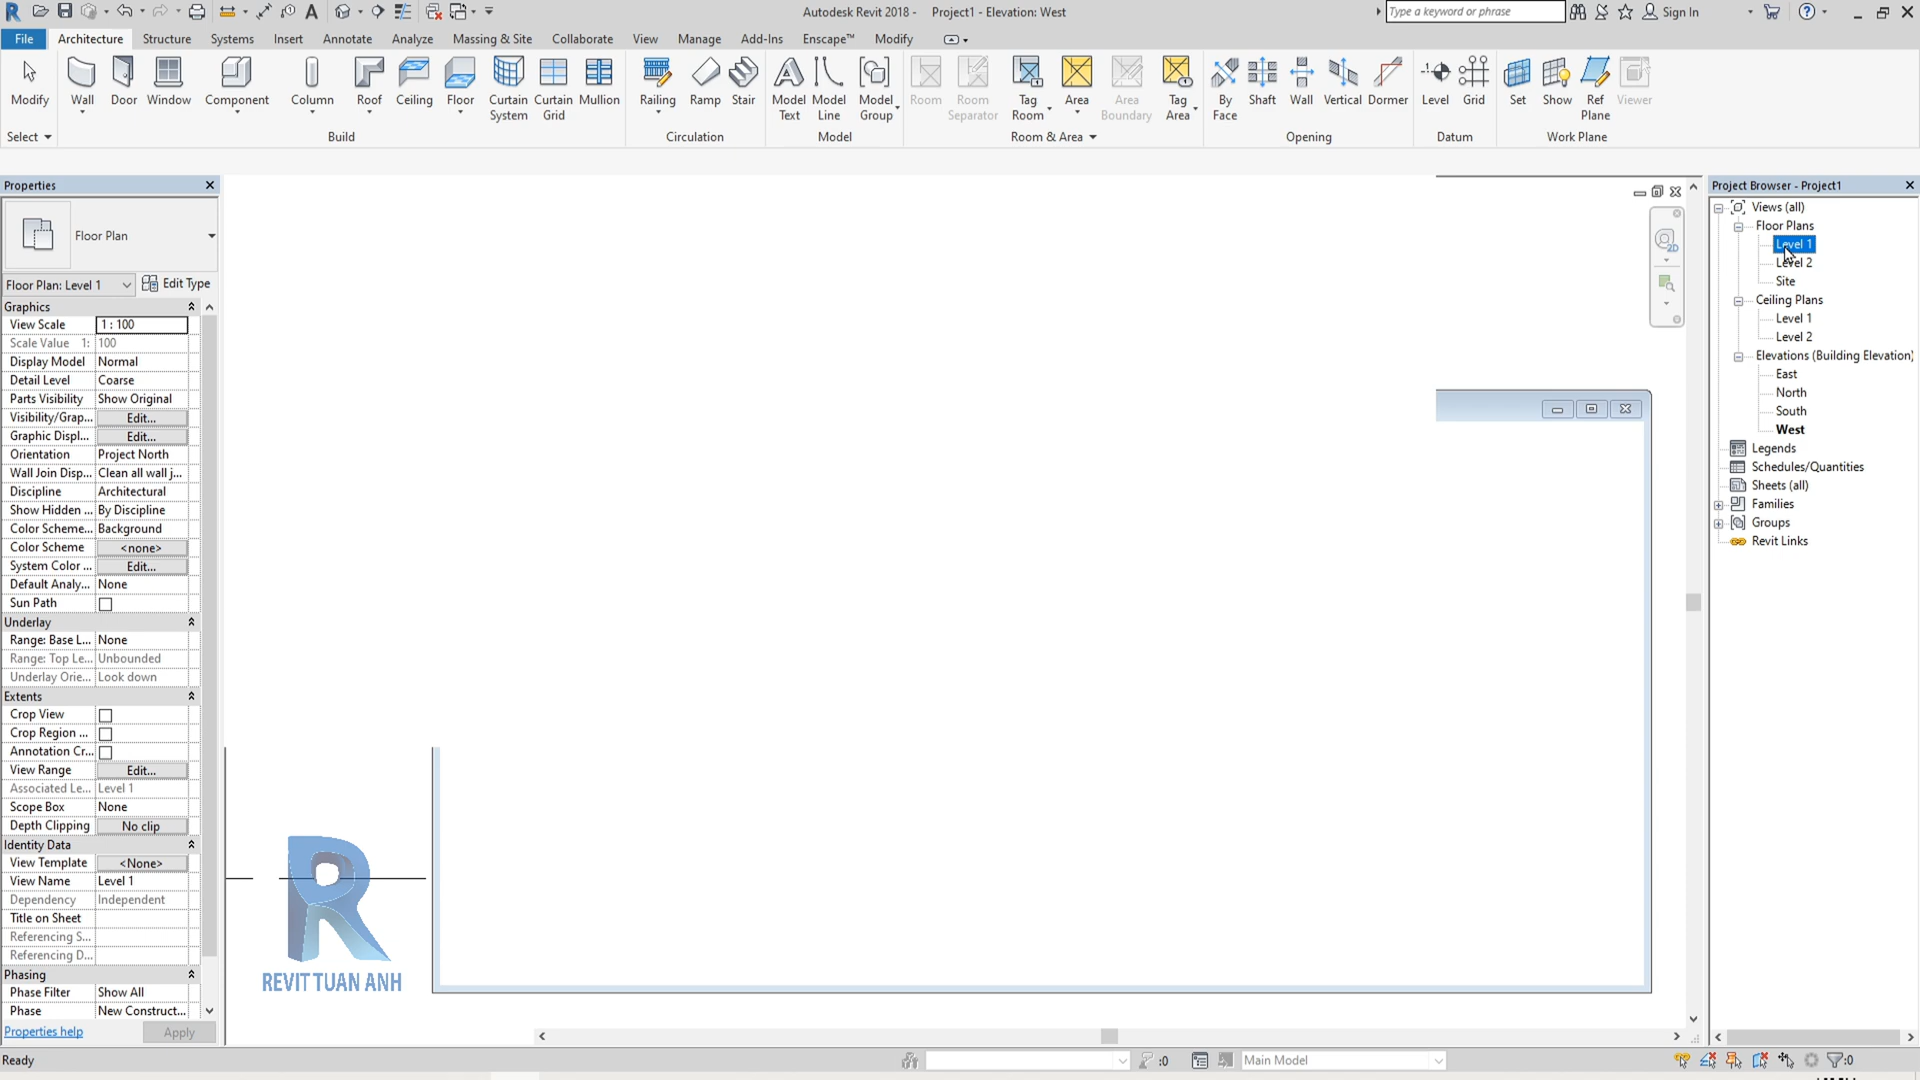 Autodesk Revit 2018 - Project1 - Elevation: West
Type a keyword or phrase
Sign In
File Architecture Structure Systems Insert Annotate Analyze Massing & Site Collaborate View Manage Add-Ins Enscape™ Modify
Modify Wall Door Window Component Column Roof Ceiling Floor Curtain System Curtain Grid Mullion Railing Ramp Stair Model Text Model Line Model Group Room Room Separator Tag Room Area Area Boundary Tag Area By Face Shaft Wall Vertical Dormer Level Grid Set Show Ref Plane Viewer
Select Build Circulation Model Room & Area Opening Datum Work Plane
Properties
Floor Plan
Floor Plan: Level 1 Edit Type
Graphics
View Scale 1 : 100
Scale Value 1: 100
Display Model Normal
Detail Level Coarse
Parts Visibility Show Original
Visibility/Grap... Edit...
Graphic Displ... Edit...
Orientation Project North
Wall Join Disp... Clean all wall j...
Discipline Architectural
Show Hidden ... By Discipline
Color Scheme... Background
Color Scheme <none>
System Color ... Edit...
Default Analy... None
Sun Path
Underlay
Range: Base L... None
Range: Top Le... Unbounded
Underlay Orie... Look down
Extents
Crop View
Crop Region ...
Annotation Cr...
View Range Edit...
Associated Le... Level 1
Scope Box None
Depth Clipping No clip
Identity Data
View Template <None>
View Name Level 1
Dependency Independent
Title on Sheet
Referencing S...
Referencing D...
Phasing
Phase Filter Show All
Phase New Construct...
Properties help Apply
2D
REVIT TUAN ANH
Project Browser - Project1
Views (all)
Floor Plans
Level 1
Level 2
Site
Ceiling Plans
Level 1
Level 2
Elevations (Building Elevation)
East
North
South
West
Legends
Schedules/Quantities
Sheets (all)
Families
Groups
Revit Links
Ready
:0
Main Model
:0